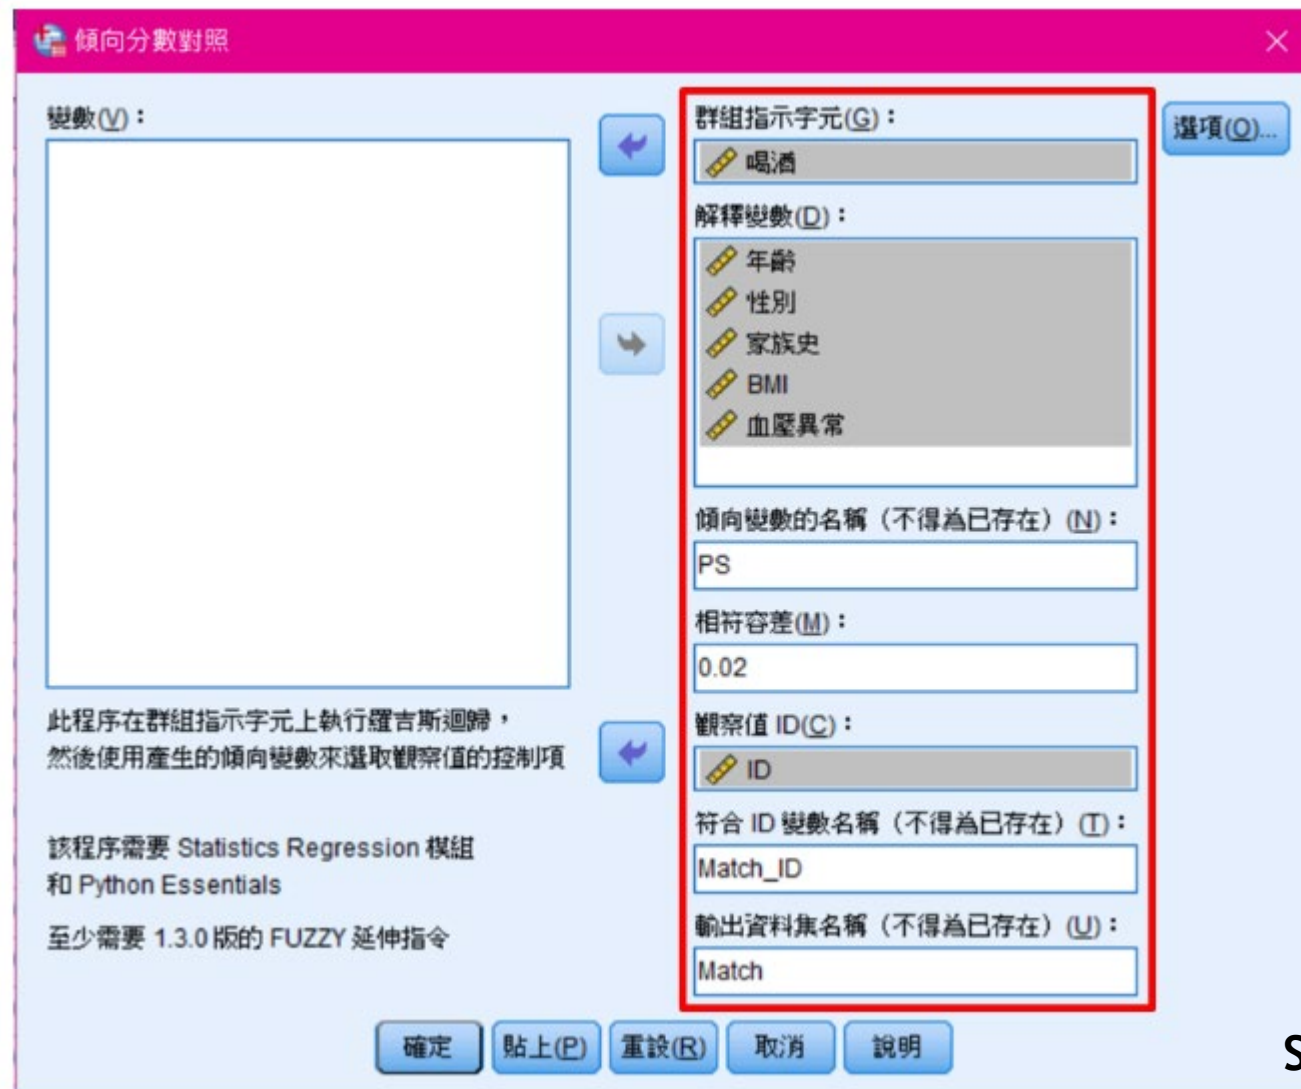 傾向分數對照
變數(V)：
群組指示字元(G)：
喝酒
選項(O)...
解釋變數(D)：
年齡
性別
家族史
BMI
血壓異常
傾向變數的名稱（不得為已存在）(N)：
PS
相符容差(M)：
0.02
此程序在群組指示字元上執行羅吉斯迴歸，
然後使用產生的傾向變數來選取觀察值的控制項
觀察值 ID(C)：
ID
該程序需要 Statistics Regression 模組
和 Python Essentials
至少需要 1.3.0 版的 FUZZY 延伸指令
符合 ID 變數名稱（不得為已存在）(T)：
Match_ID
輸出資料集名稱（不得為已存在）(U)：
Match
確定 貼上(P) 重設(R) 取消 說明
S